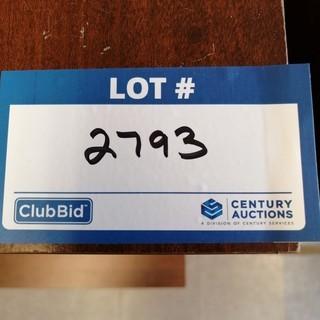 LOT #
2793
ClubBid
CENTURY
AUCTIONS
A DIVISION OF CENTURY SERVICES